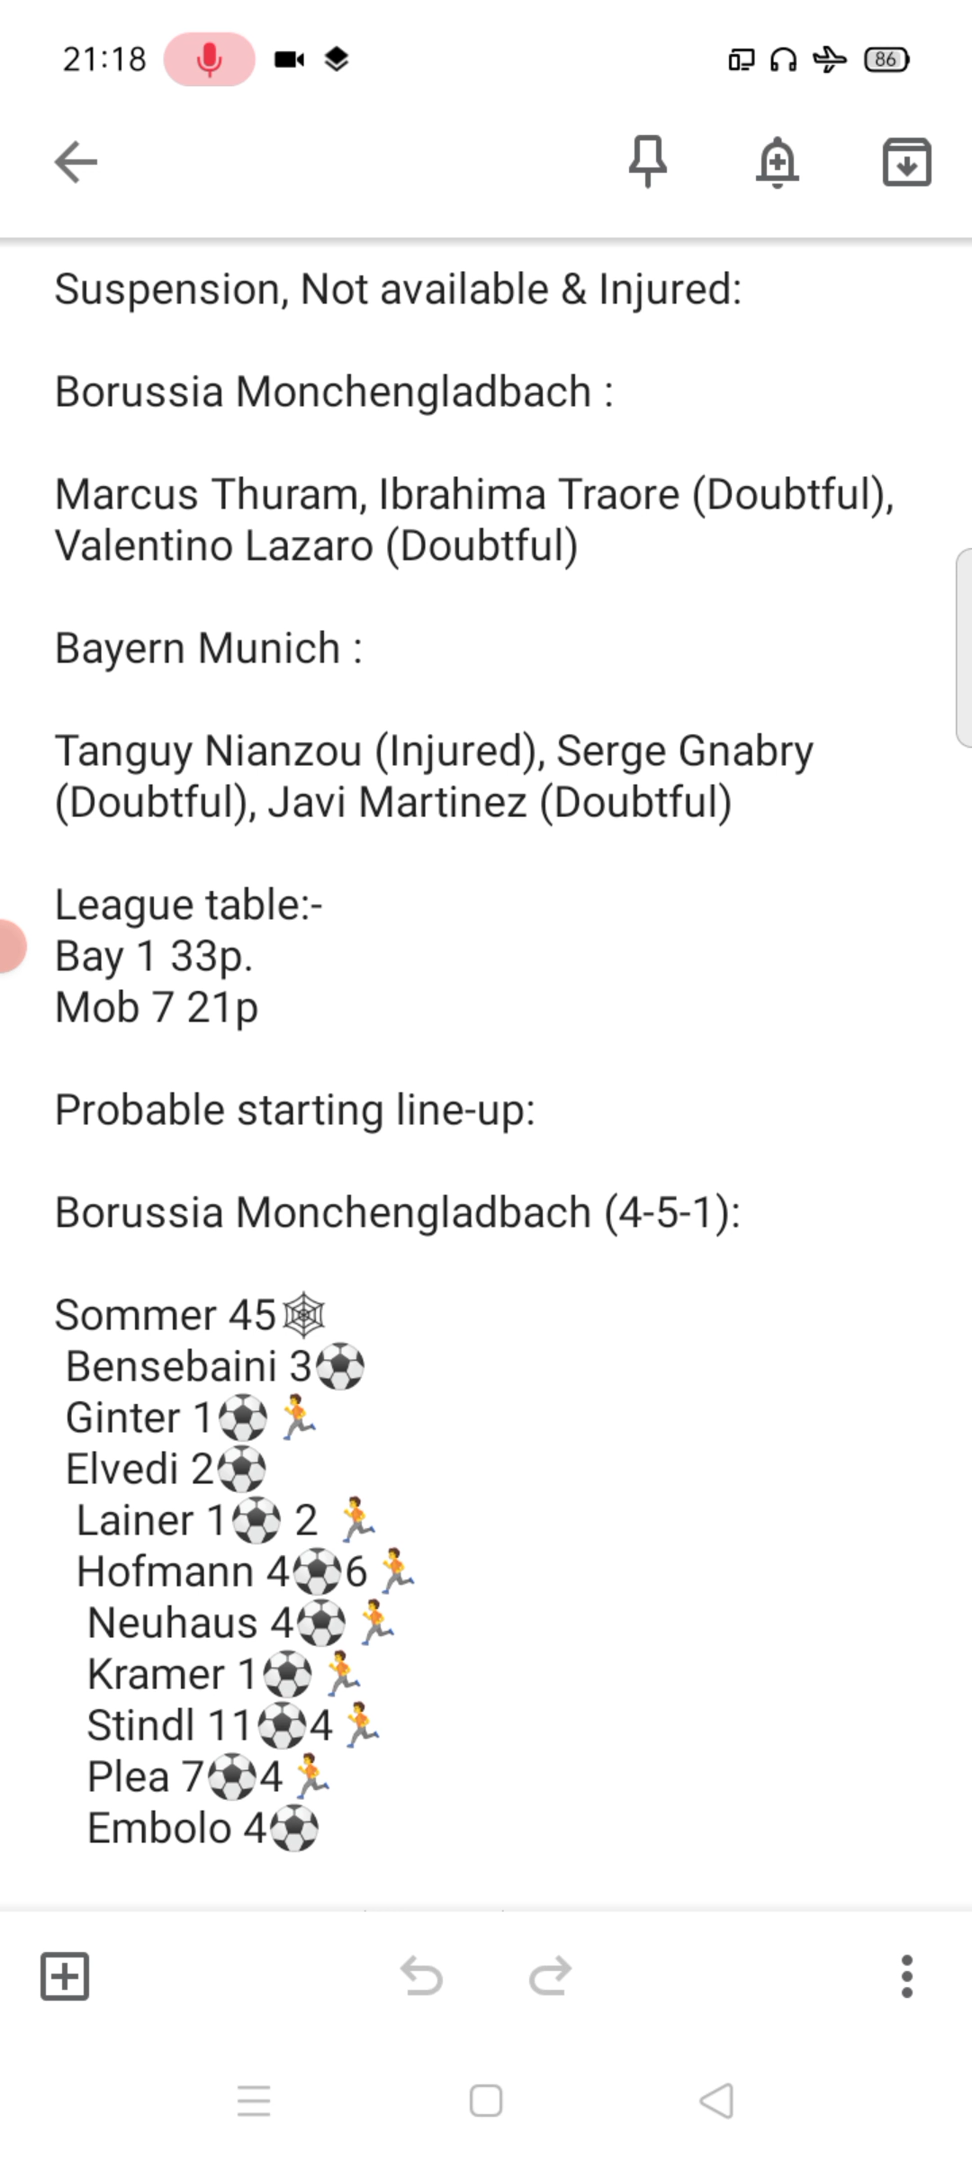 21:18
86
Suspension, Not available & Injured:
Borussia Monchengladbach :
Marcus Thuram, Ibrahima Traore (Doubtful),
Valentino Lazaro (Doubtful)
Bayern Munich :
Tanguy Nianzou (Injured), Serge Gnabry
(Doubtful), Javi Martinez (Doubtful)
League table:-
Bay 1 33p.
Mob 7 21p
Probable starting line-up:
Borussia Monchengladbach (4-5-1):
Sommer 45🕸
Bensebaini 3⚽
Ginter 1⚽🏃
Elvedi 2⚽
Lainer 1⚽ 2 🏃
Hofmann 4⚽6🏃
Neuhaus 4⚽🏃
Kramer 1⚽🏃
Stindl 11⚽4🏃
Plea 7⚽4🏃
Embolo 4⚽